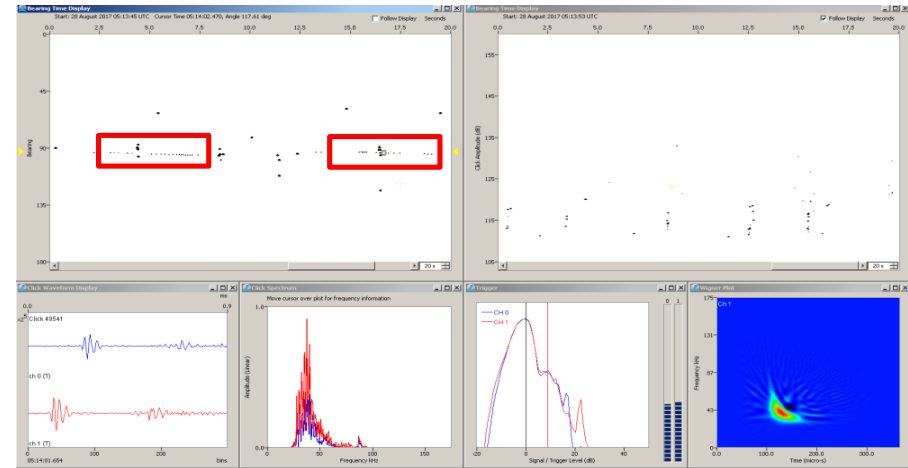 Bearing Time Display
Start: 28 August 2017 05:13:45 UTC Cursor Time 05:14:02.470, Angle 117.61 deg
Follow Display Seconds
0.0 2.5 5.0 7.5 10.0 12.5 15.0 17.5 20.0
0
45
90
135
180
Bearing
20 s
Bearing Time Display
Start: 28 August 2017 05:13:53 UTC
Follow Display Seconds
0.0 2.5 5.0 7.5 10.0 12.5 15.0 17.5 20.0
155
145
135
125
115
105
Click Amplitude (dB)
20 s
Click Waveform Display
ms
0.0 0.9
Click 49541
ch 0 (T)
ch 1 (T)
0 100 200
05:14:01.654 bins
Click Spectrum
Move cursor over plot for frequency information
1.0
Amplitude (Linear)
0.0
0 50 100 150
Frequency kHz
Trigger
CH 0
CH 1
0 1
-20 0 20 40
Signal / Trigger Level (dB)
Wigner Plot
Ch 1
175
131
87
43
0
Frequency kHz
0.0 100.0 200.0 300.0
Time (micro-s)